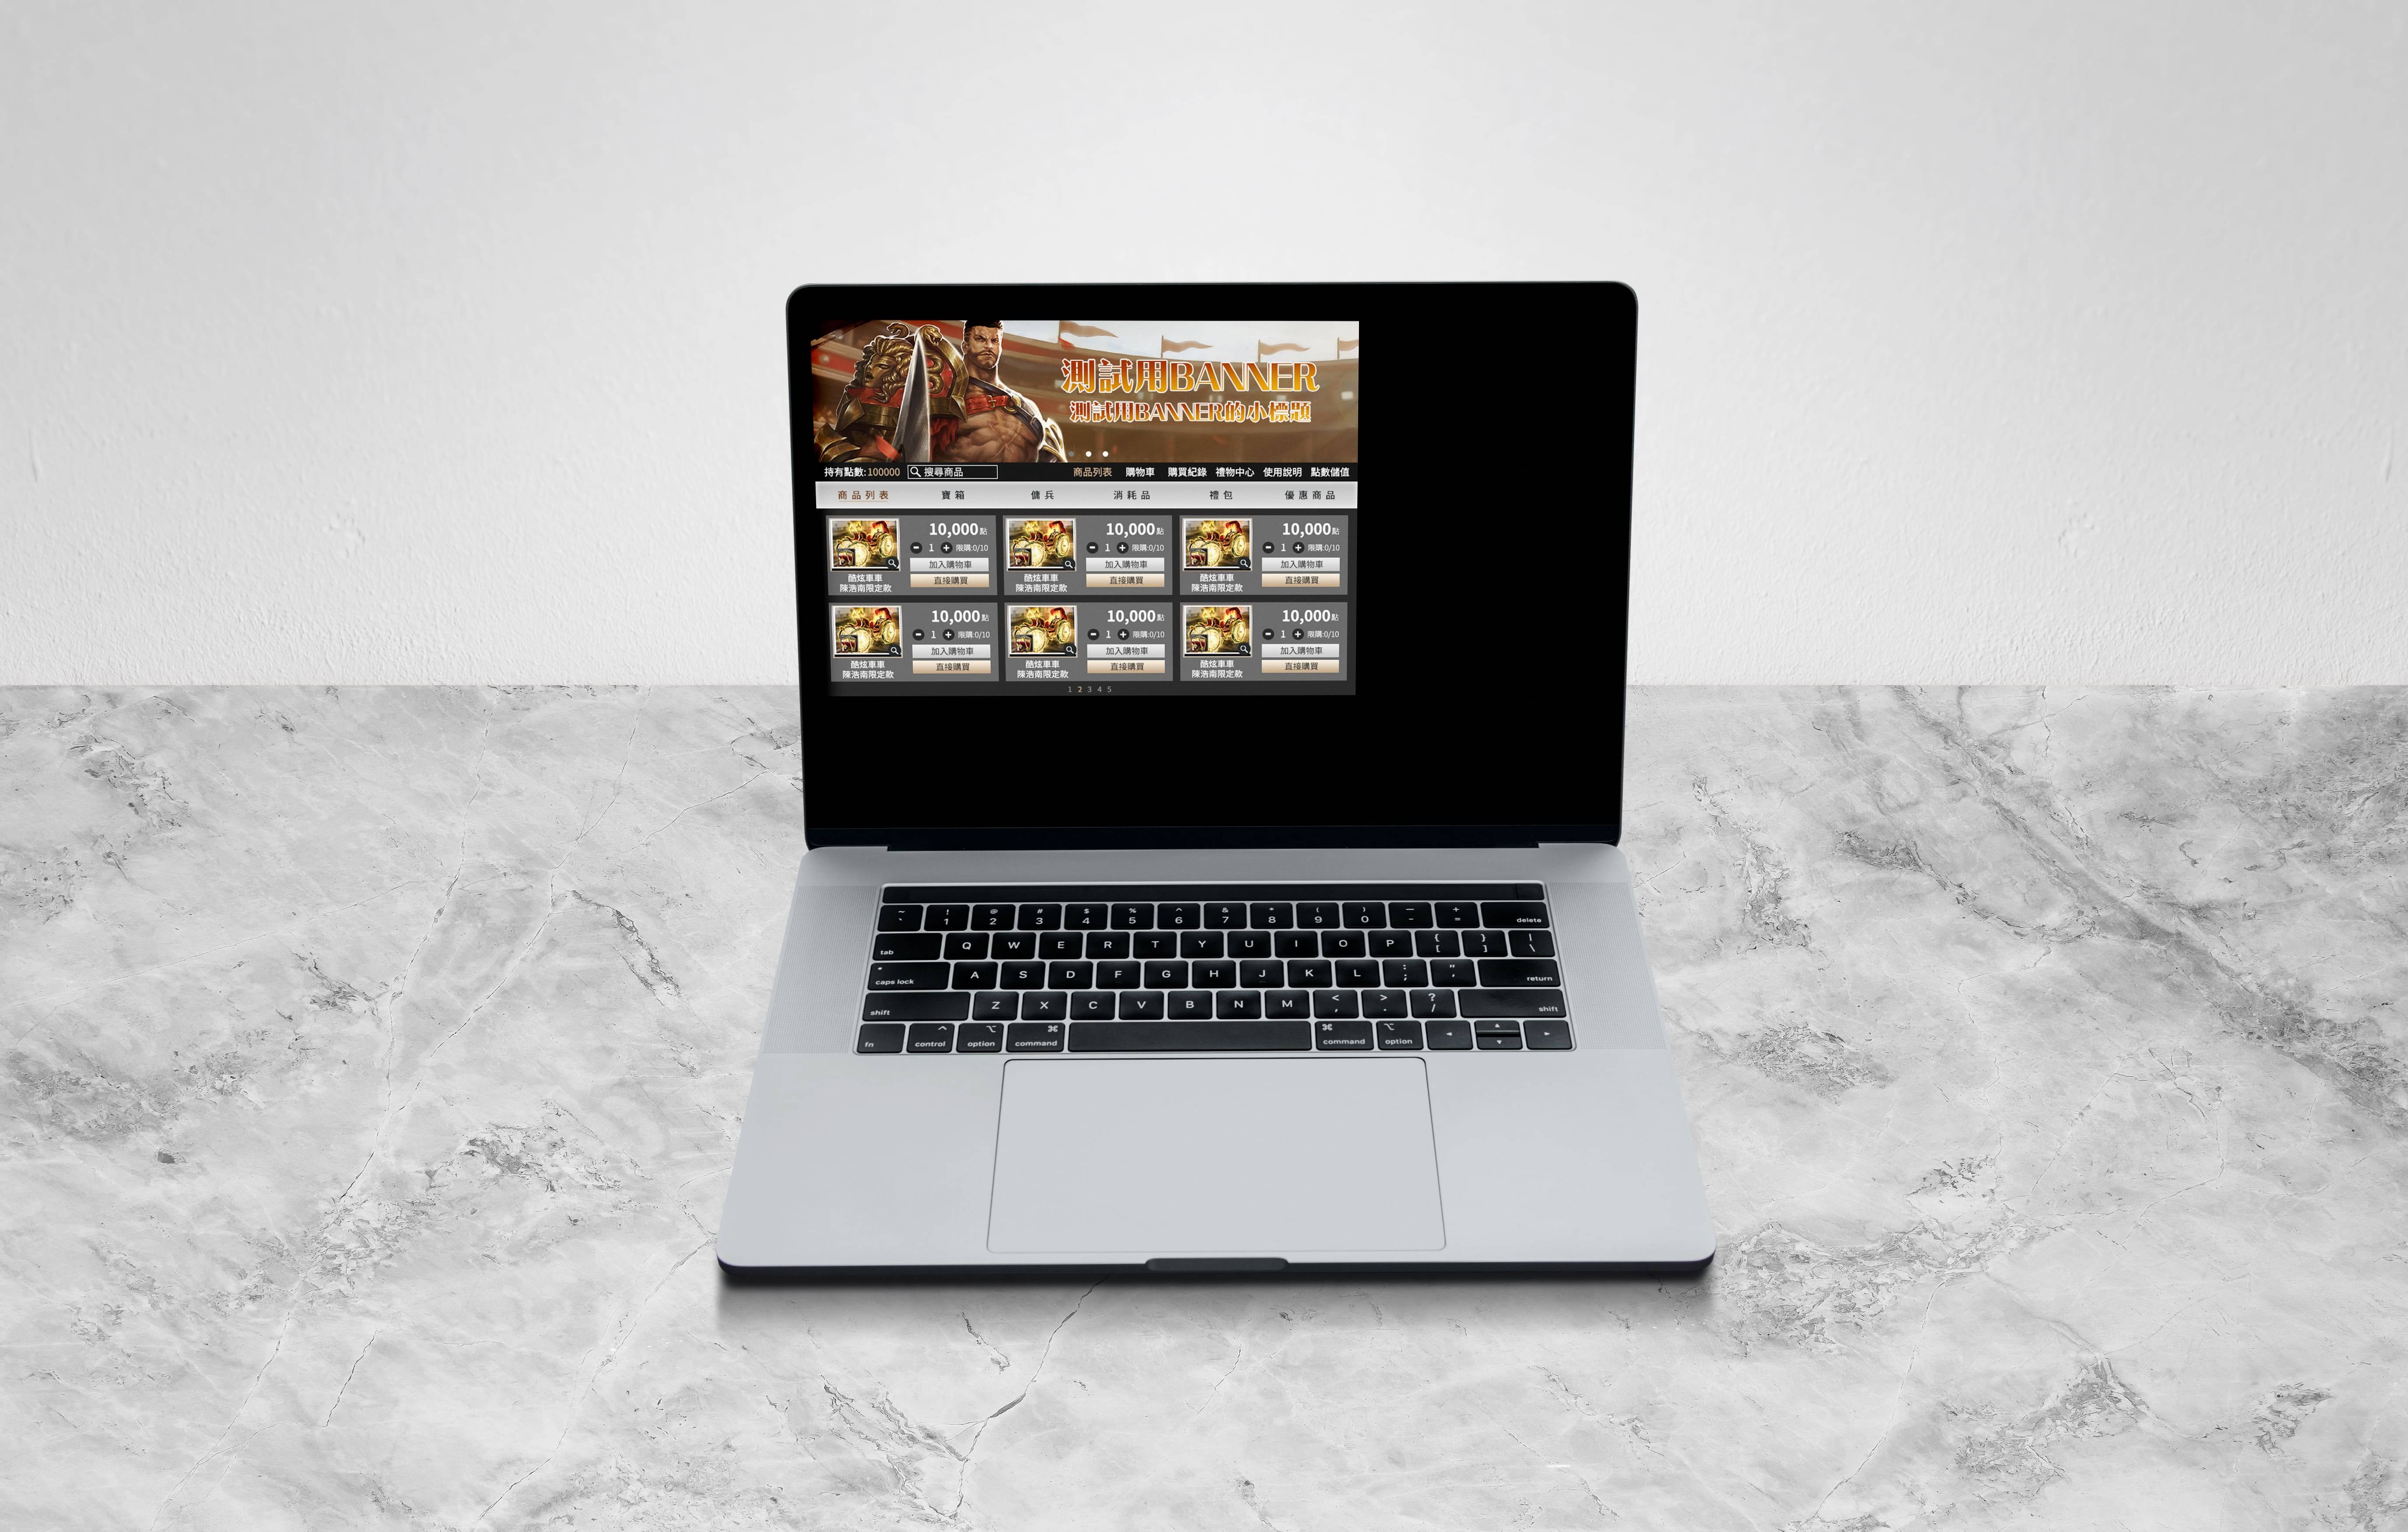 測試用BANNER
測試用BANNER的小標題
持有點數:100000 搜尋商品 商品列表 購物車 購買紀錄 禮物中心 使用說明 點數儲值
商品列表 寶箱 傭兵 消耗品 禮包 優惠商品
10,000點 10,000點 10,000點
1 限購:0/10 1 限購:0/10 1 限購:0/10
加入購物車 加入購物車 加入購物車
直接購買 直接購買 直接購買
酷炫車車 酷炫車車 酷炫車車
陳浩南限定款 陳浩南限定款 陳浩南限定款
10,000點 10,000點 10,000點
1 限購:0/10 1 限購:0/10 1 限購:0/10
加入購物車 加入購物車 加入購物車
直接購買 直接購買 直接購買
酷炫車車 酷炫車車 酷炫車車
陳浩南限定款 陳浩南限定款 陳浩南限定款
1 2 3 4 5
~ ! @ # $ % ^ & * ( ) — +
` 1 2 3 4 5 6 7 8 9 0 - = delete
tab Q W E R T Y U I O P { [ } ] | \
caps lock A S D F G H J K L : ; " ' return
shift Z X C V B N M < , > . ? / shift
fn control option command command option